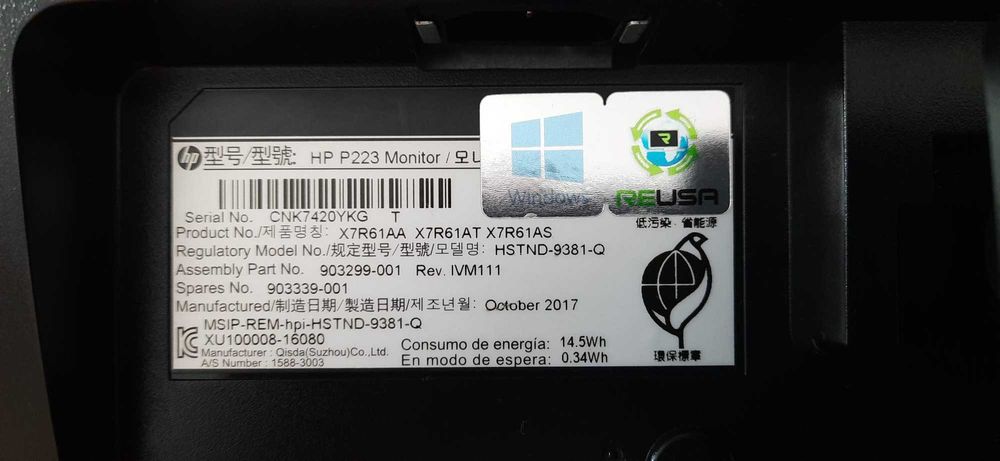 hp 型号/型號: HP P223 Monitor / 모니
Serial No. CNK7420YKG T
Product No./제품명칭: X7R61AA X7R61AT X7R61AS
Regulatory Model No./规定型号/型號/모델명: HSTND-9381-Q
Assembly Part No. 903299-001 Rev. IVM111
Spares No. 903339-001
Manufactured/制造日期/製造日期/제조년월: October 2017
MSIP-REM-hpi-HSTND-9381-Q
XU100008-16080
Manufacturer : Qisda(Suzhou)Co.,Ltd.
A/S Number : 1588-3003
Consumo de energía: 14.5Wh
En modo de espera: 0.34Wh
Windows
R
REUSA
低污染·省能源
環保標章